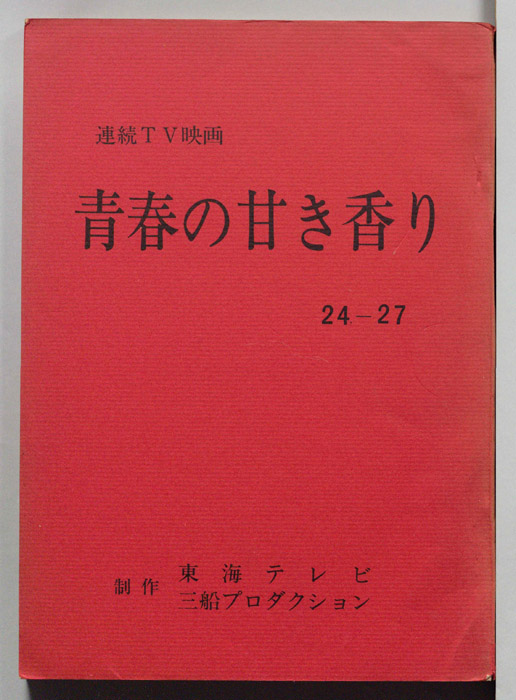 連続TV映画
青春の甘き香り
24-27
制作 東海テレビ
三船プロダクション